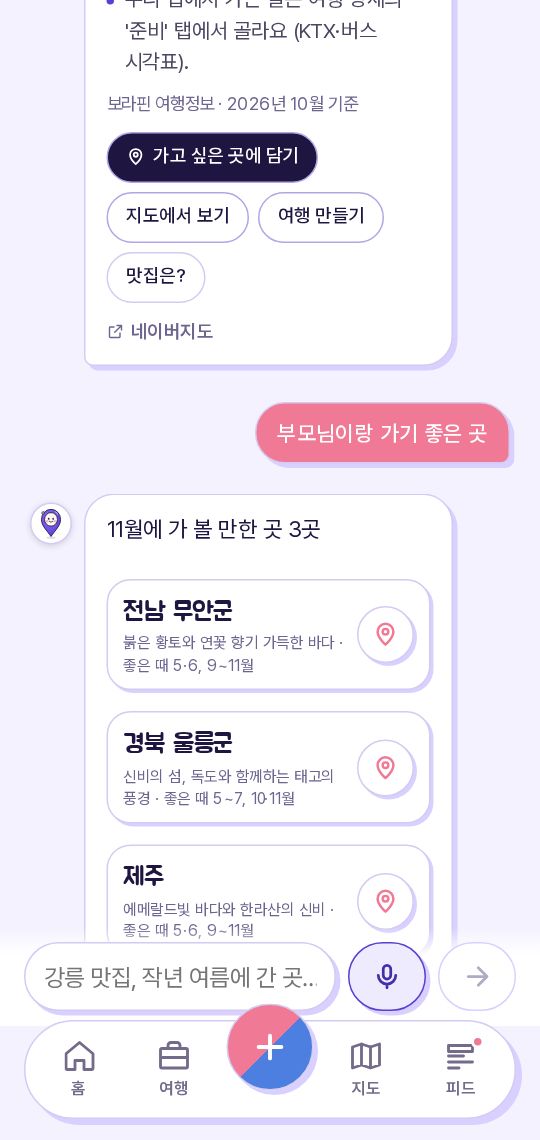 '준비' 탭에서 골라요 (KTX·버스
시각표).
보라핀 여행정보 · 2026년 10월 기준
가고 싶은 곳에 담기
지도에서 보기
여행 만들기
맛집은?
네이버지도
부모님이랑 가기 좋은 곳
11월에 가 볼 만한 곳 3곳
전남 무안군
붉은 황토와 연꽃 향기 가득한 바다 ·
좋은 때 5·6, 9~11월
경북 울릉군
신비의 섬, 독도와 함께하는 태고의
풍경 · 좋은 때 5~7, 10·11월
제주
에메랄드빛 바다와 한라산의 신비 ·
좋은 때 5·6, 9~11월
강릉 맛집, 작년 여름에 간 곳…
홈
여행
지도
피드